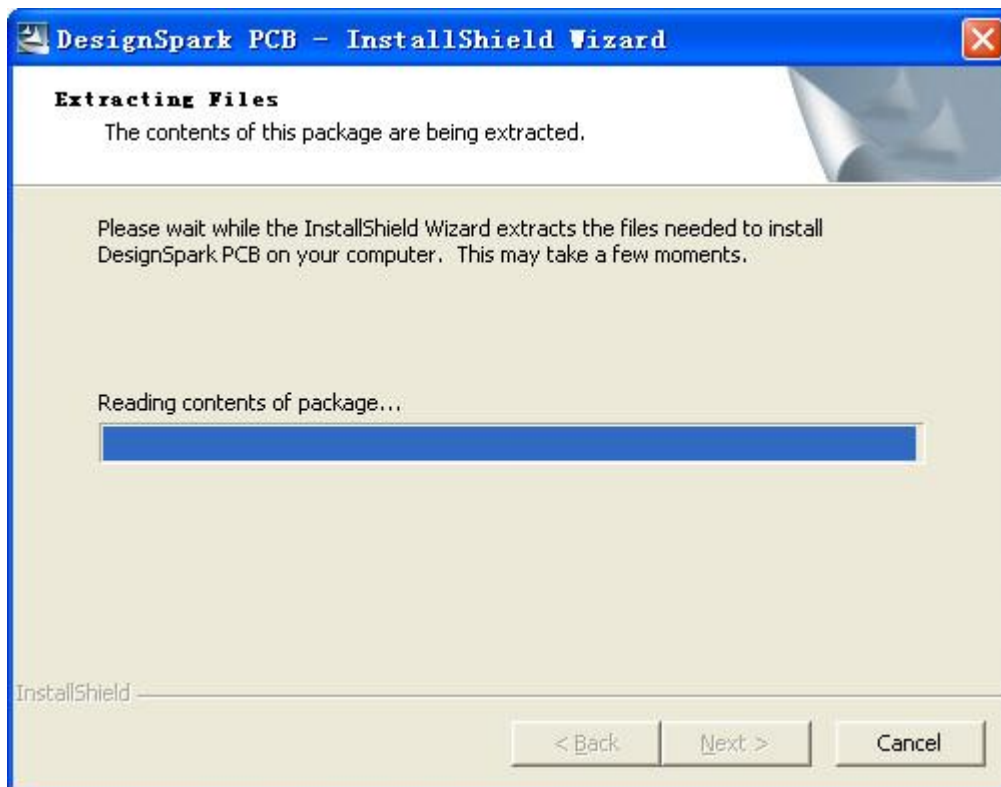 DesignSpark PCB - InstallShield Wizard
Extracting Files
The contents of this package are being extracted.
Please wait while the InstallShield Wizard extracts the files needed to install
DesignSpark PCB on your computer.  This may take a few moments.
Reading contents of package...
InstallShield
< Back
Next >
Cancel